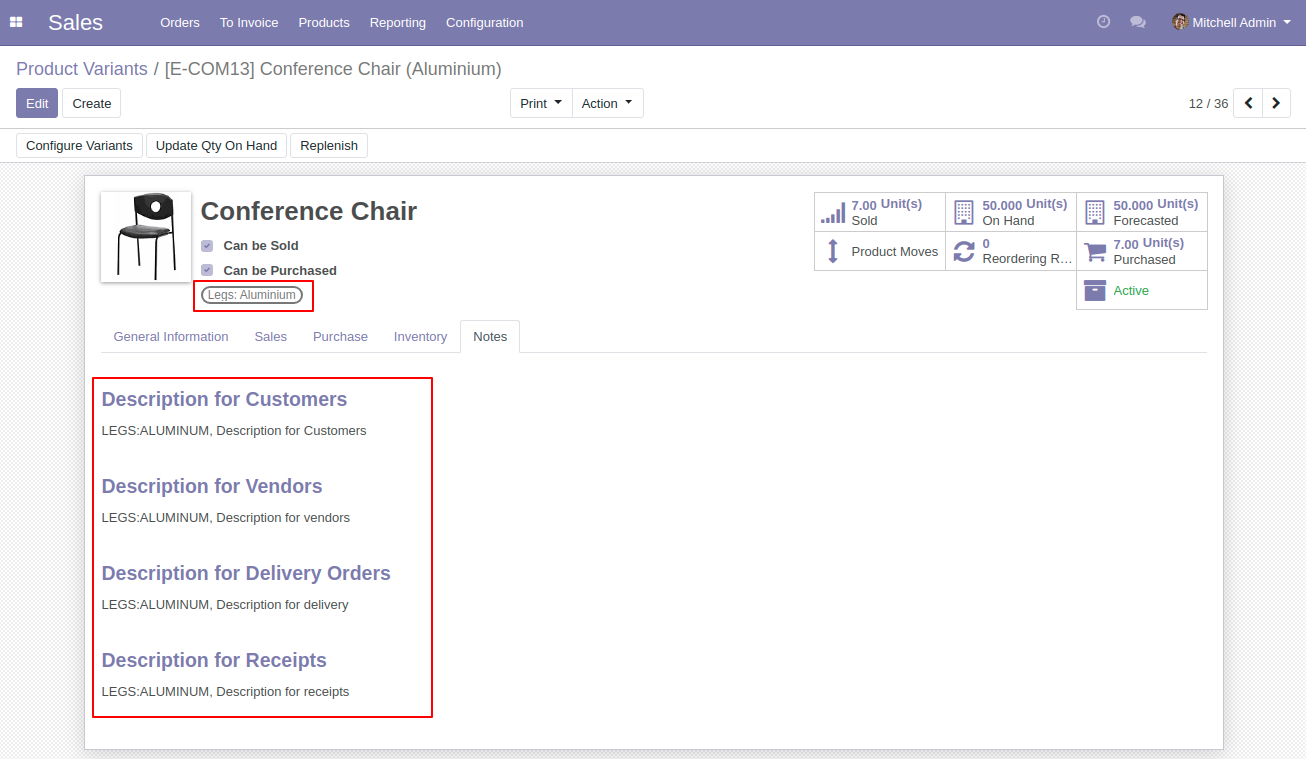 Sales Orders To Invoice Products Reporting Configuration Mitchell Admin
Product Variants / [E-COM13] Conference Chair (Aluminium)
Edit Create Print Action 12 / 36
Configure Variants Update Qty On Hand Replenish
Conference Chair
Can be Sold
Can be Purchased
Legs: Aluminium
7.00 Unit(s)
Sold
50.000 Unit(s)
On Hand
50.000 Unit(s)
Forecasted
Product Moves
0
Reordering R...
7.00 Unit(s)
Purchased
Active
General Information Sales Purchase Inventory Notes
Description for Customers
LEGS:ALUMINUM, Description for Customers
Description for Vendors
LEGS:ALUMINUM, Description for vendors
Description for Delivery Orders
LEGS:ALUMINUM, Description for delivery
Description for Receipts
LEGS:ALUMINUM, Description for receipts